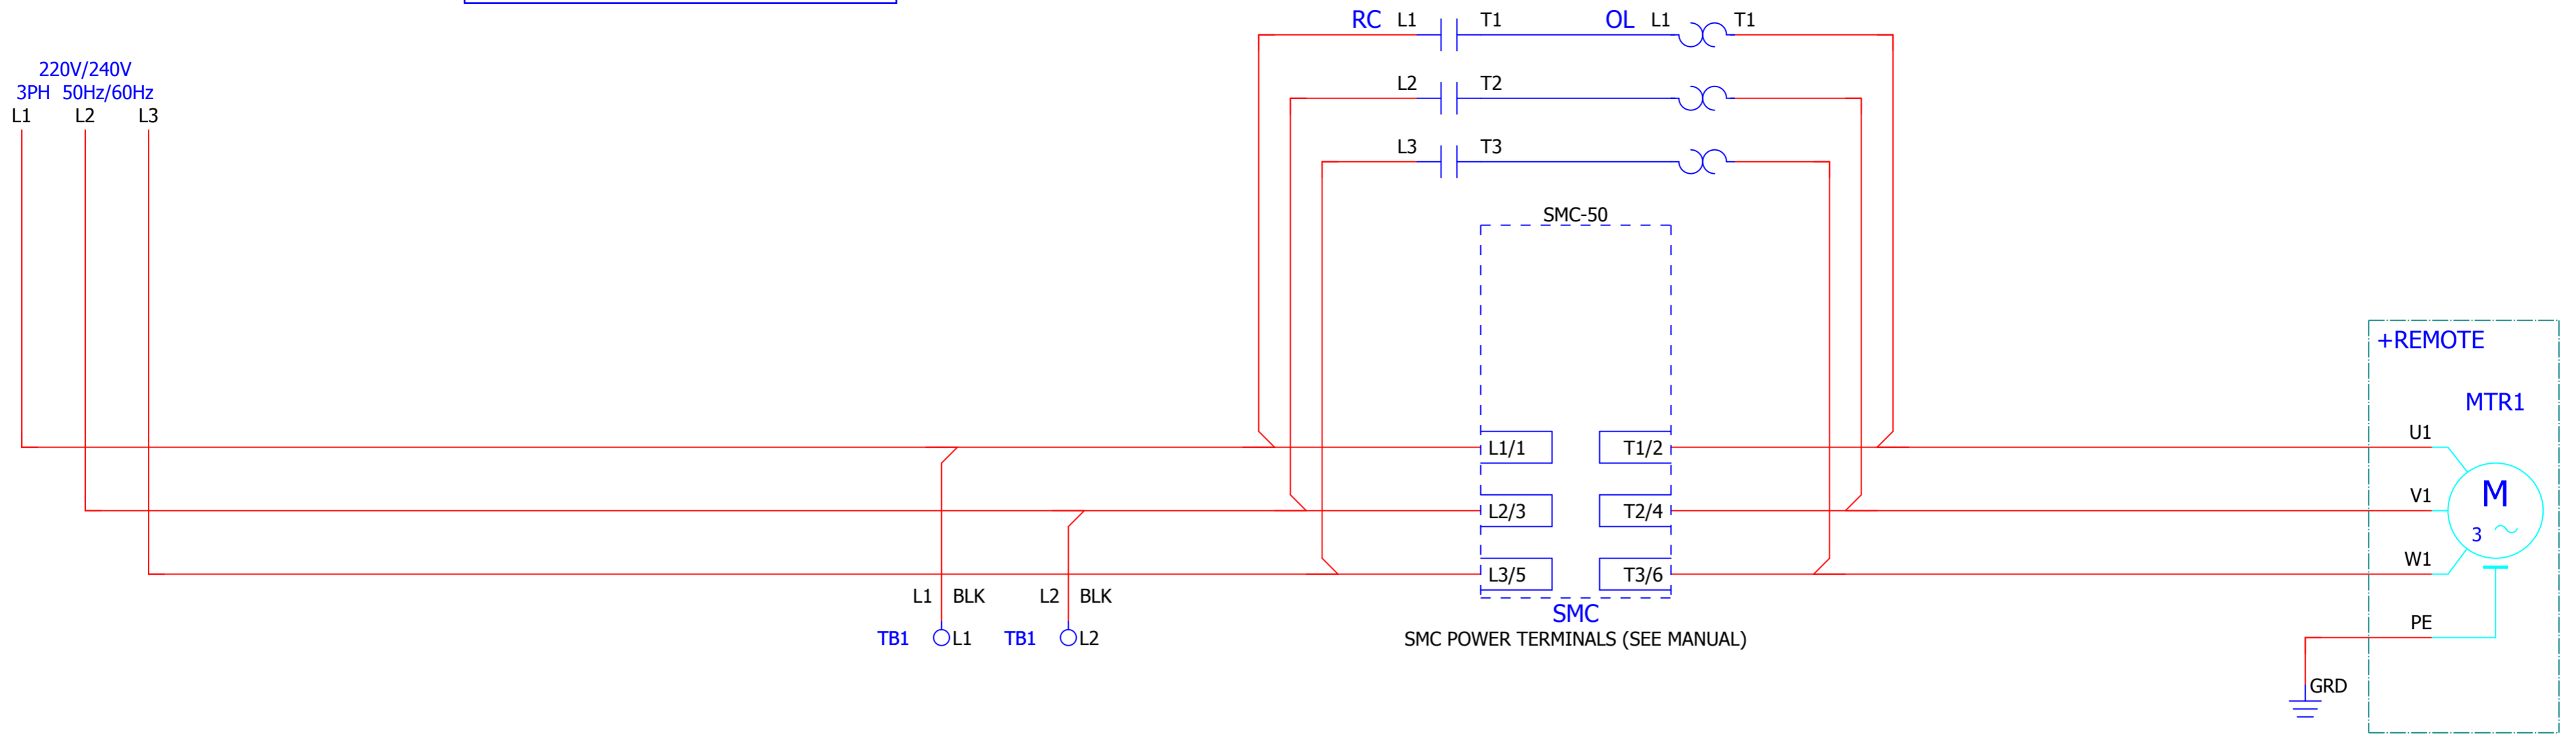 RC L1 T1 OL L1 T1
220V/240V
3PH 50Hz/60Hz
L1 L2 L3
L2 T2
L3 T3
SMC-50
+REMOTE
MTR1
L1/1 T1/2 U1
L2/3 T2/4 V1
M
3 ~
L3/5 T3/6 W1
L1 BLK L2 BLK
SMC
TB1 L1 TB1 L2
SMC POWER TERMINALS (SEE MANUAL)
PE
GRD